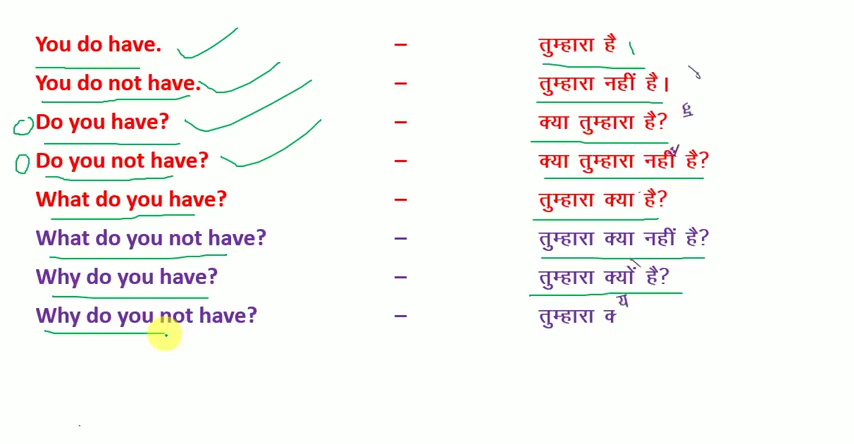 You do have. – तुम्हारा है ।
You do not have. – तुम्हारा नहीं है ।
Do you have? – क्या तुम्हारा है?
Do you not have? – क्या तुम्हारा नहीं है?
What do you have? – तुम्हारा क्या है?
What do you not have? – तुम्हारा क्या नहीं है?
Why do you have? – तुम्हारा क्यों है?
Why do you not have? – तुम्हारा क